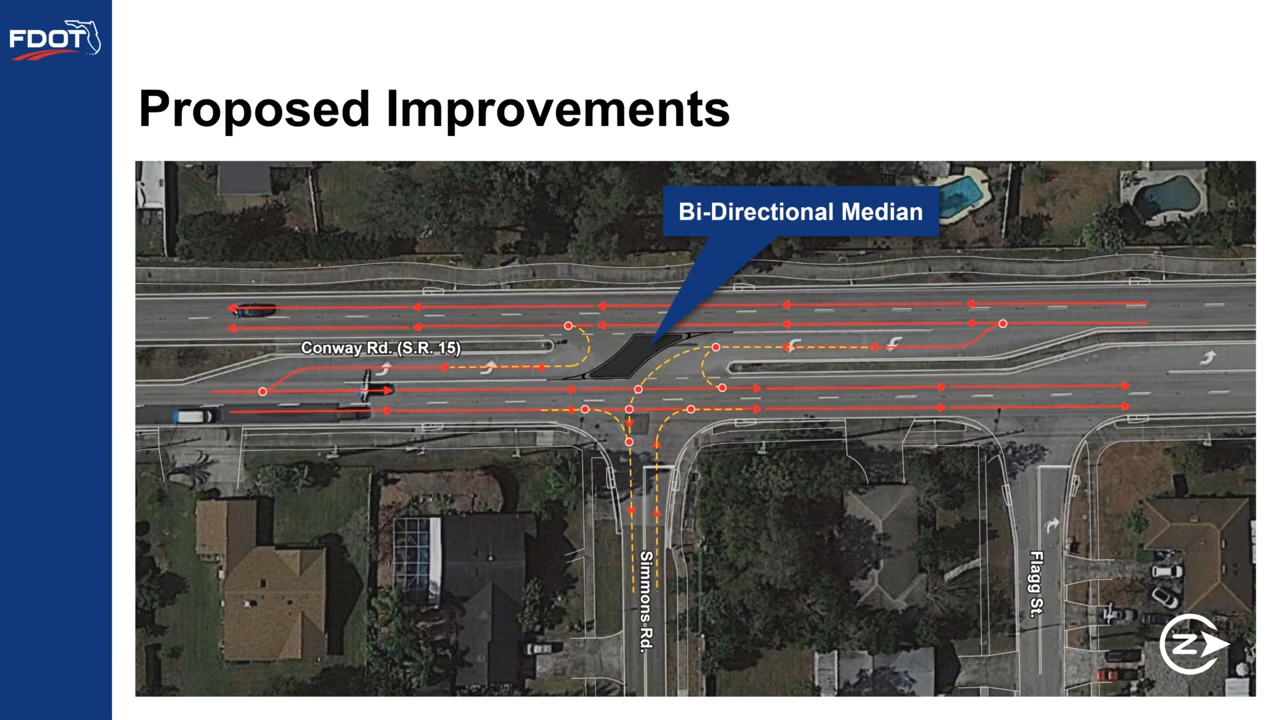 FDOT
Proposed Improvements
Bi-Directional Median
Conway Rd. (S.R. 15)
Simmons Rd.
Flagg St.
Z